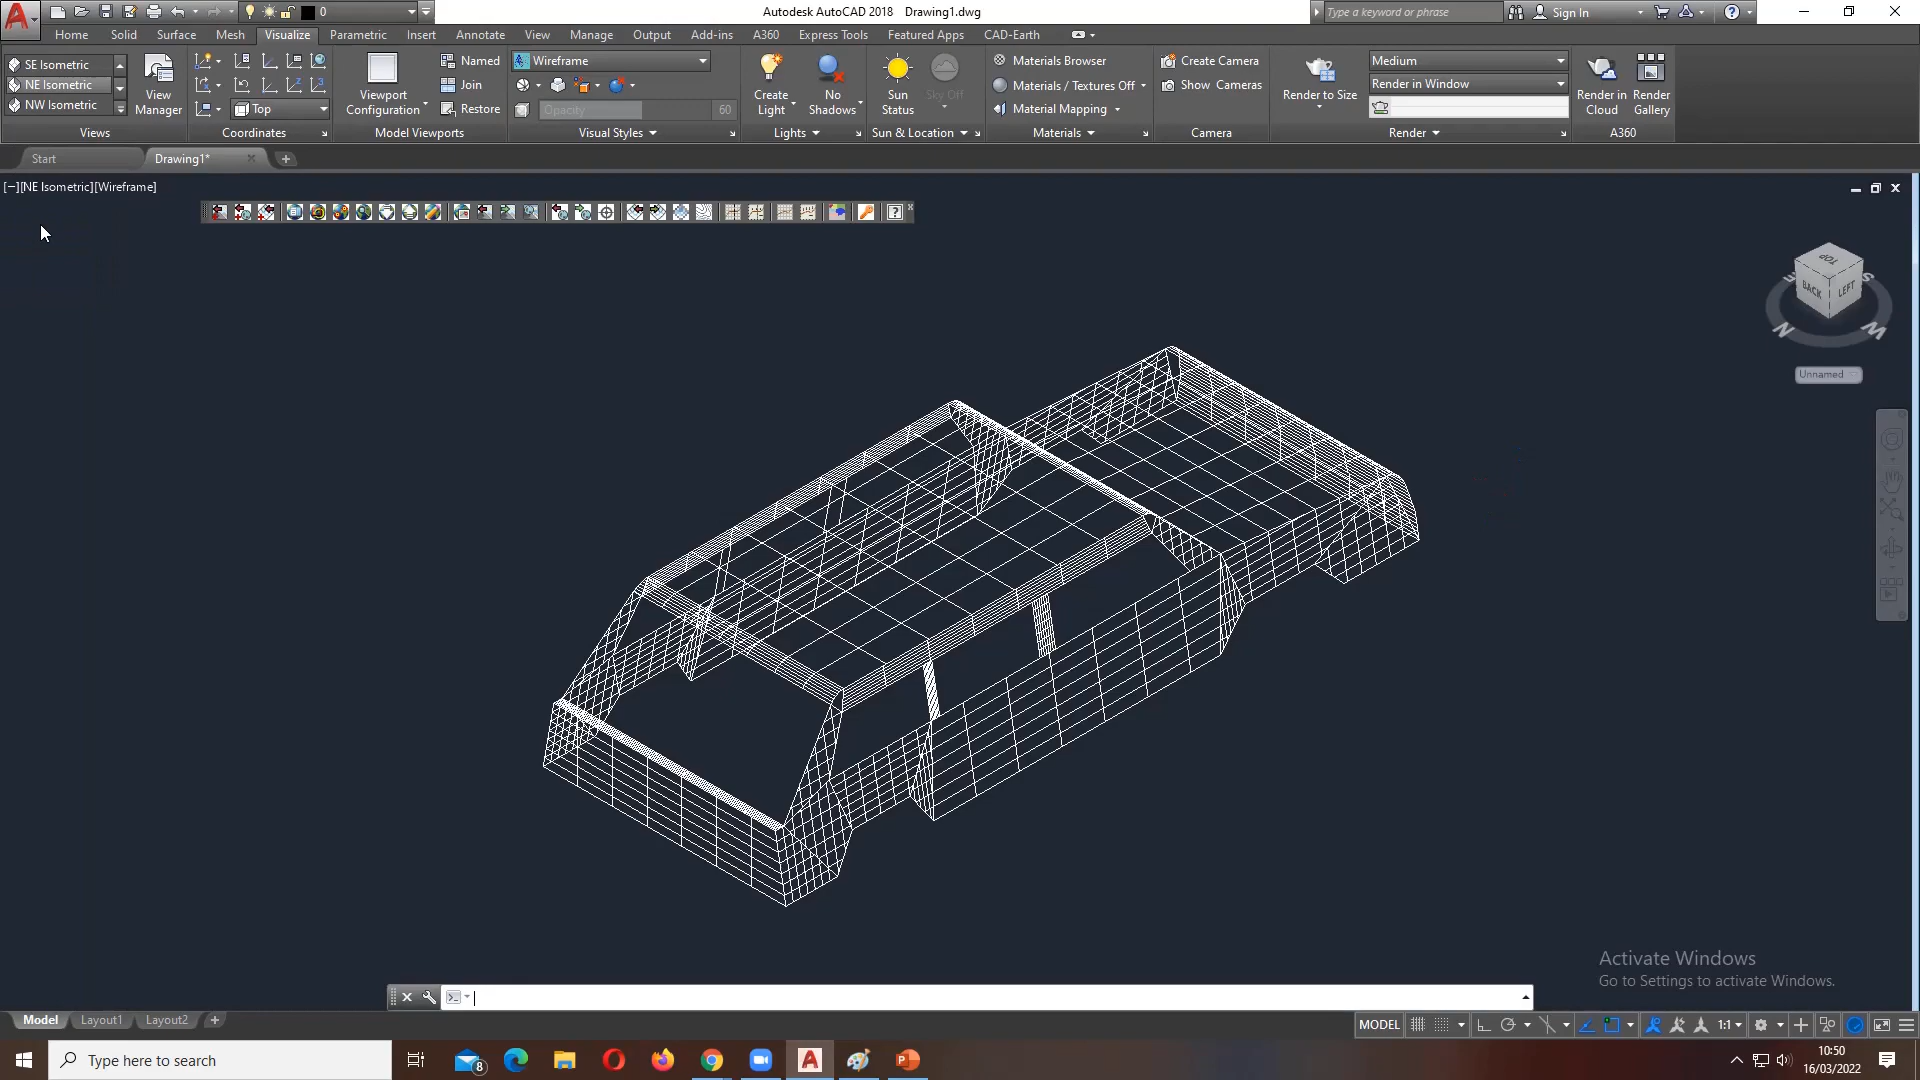 0
Autodesk AutoCAD 2018 Drawing1.dwg
Type a keyword or phrase
Sign In
Home Solid Surface Mesh Visualize Parametric Insert Annotate View Manage Output Add-ins A360 Express Tools Featured Apps CAD-Earth
SE Isometric
NE Isometric
NW Isometric
Views
View
Manager
Top
Coordinates
Viewport
Configuration
Named
Join
Restore
Model Viewports
Wireframe
Opacity 60
Visual Styles
Create
Light
No
Shadows
Lights
Sun
Status
Sky Off
Sun & Location
Materials Browser
Materials / Textures Off
Material Mapping
Materials
Create Camera
Show Cameras
Camera
Render to Size
Medium
Render in Window
Render
Render in
Cloud
Render
Gallery
A360
Start
Drawing1*
[−][NE Isometric][Wireframe]
TOP
BACK
LEFT
N
S
Unnamed
Activate Windows
Go to Settings to activate Windows.
Model Layout1 Layout2
MODEL
1:1
Type here to search
8
10:50
16/03/2022